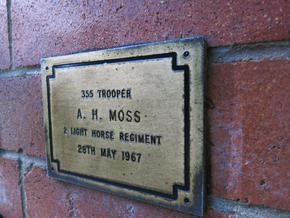 355 TROOPER
A. H. MOSS
2 LIGHT HORSE REGIMENT
28TH MAY 1967